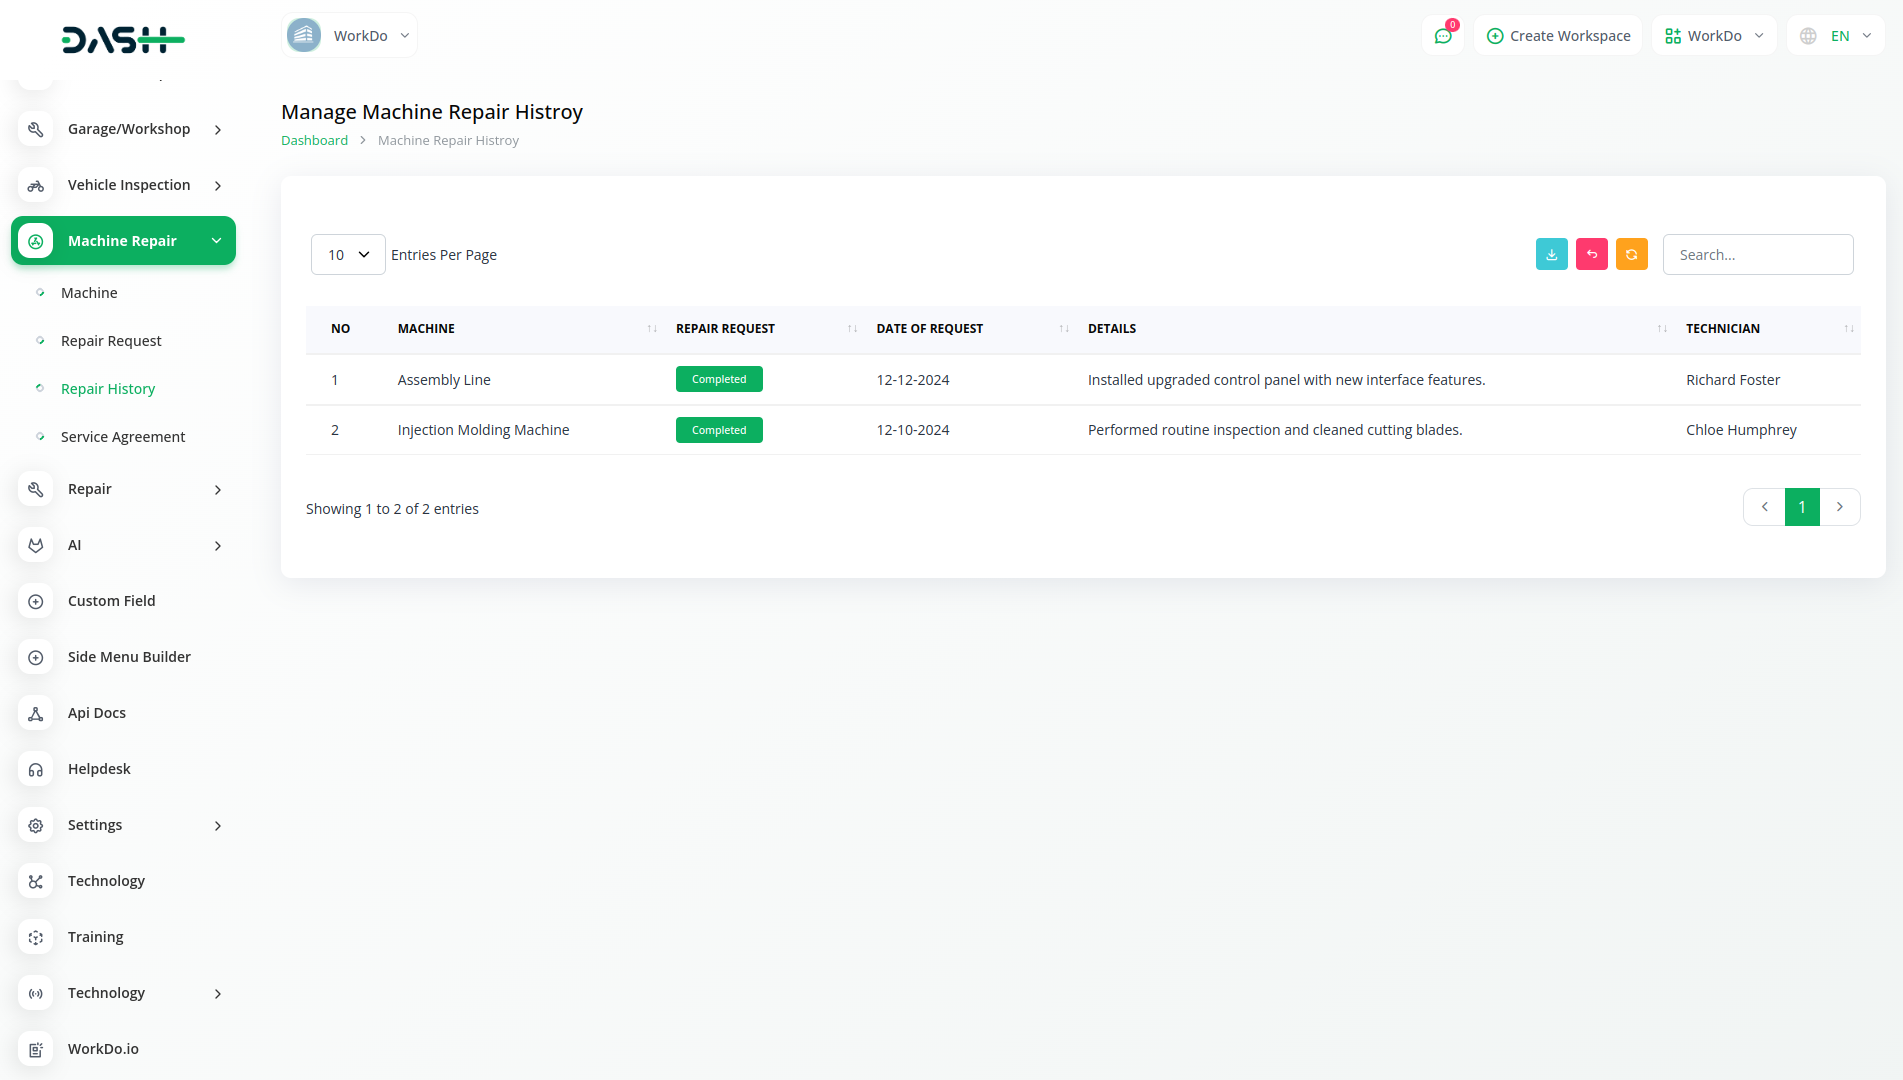 DASH
WorkDo
0
Create Workspace
WorkDo
EN
Garage/Workshop
Vehicle Inspection
Machine Repair
Machine
Repair Request
Repair History
Service Agreement
Repair
AI
Custom Field
Side Menu Builder
Api Docs
Helpdesk
Settings
Technology
Training
Technology
WorkDo.io
Manage Machine Repair Histroy
Dashboard > Machine Repair Histroy
10 Entries Per Page
Search...
NO MACHINE REPAIR REQUEST DATE OF REQUEST DETAILS TECHNICIAN
1 Assembly Line Completed 12-12-2024 Installed upgraded control panel with new interface features. Richard Foster
2 Injection Molding Machine Completed 12-10-2024 Performed routine inspection and cleaned cutting blades. Chloe Humphrey
Showing 1 to 2 of 2 entries
1